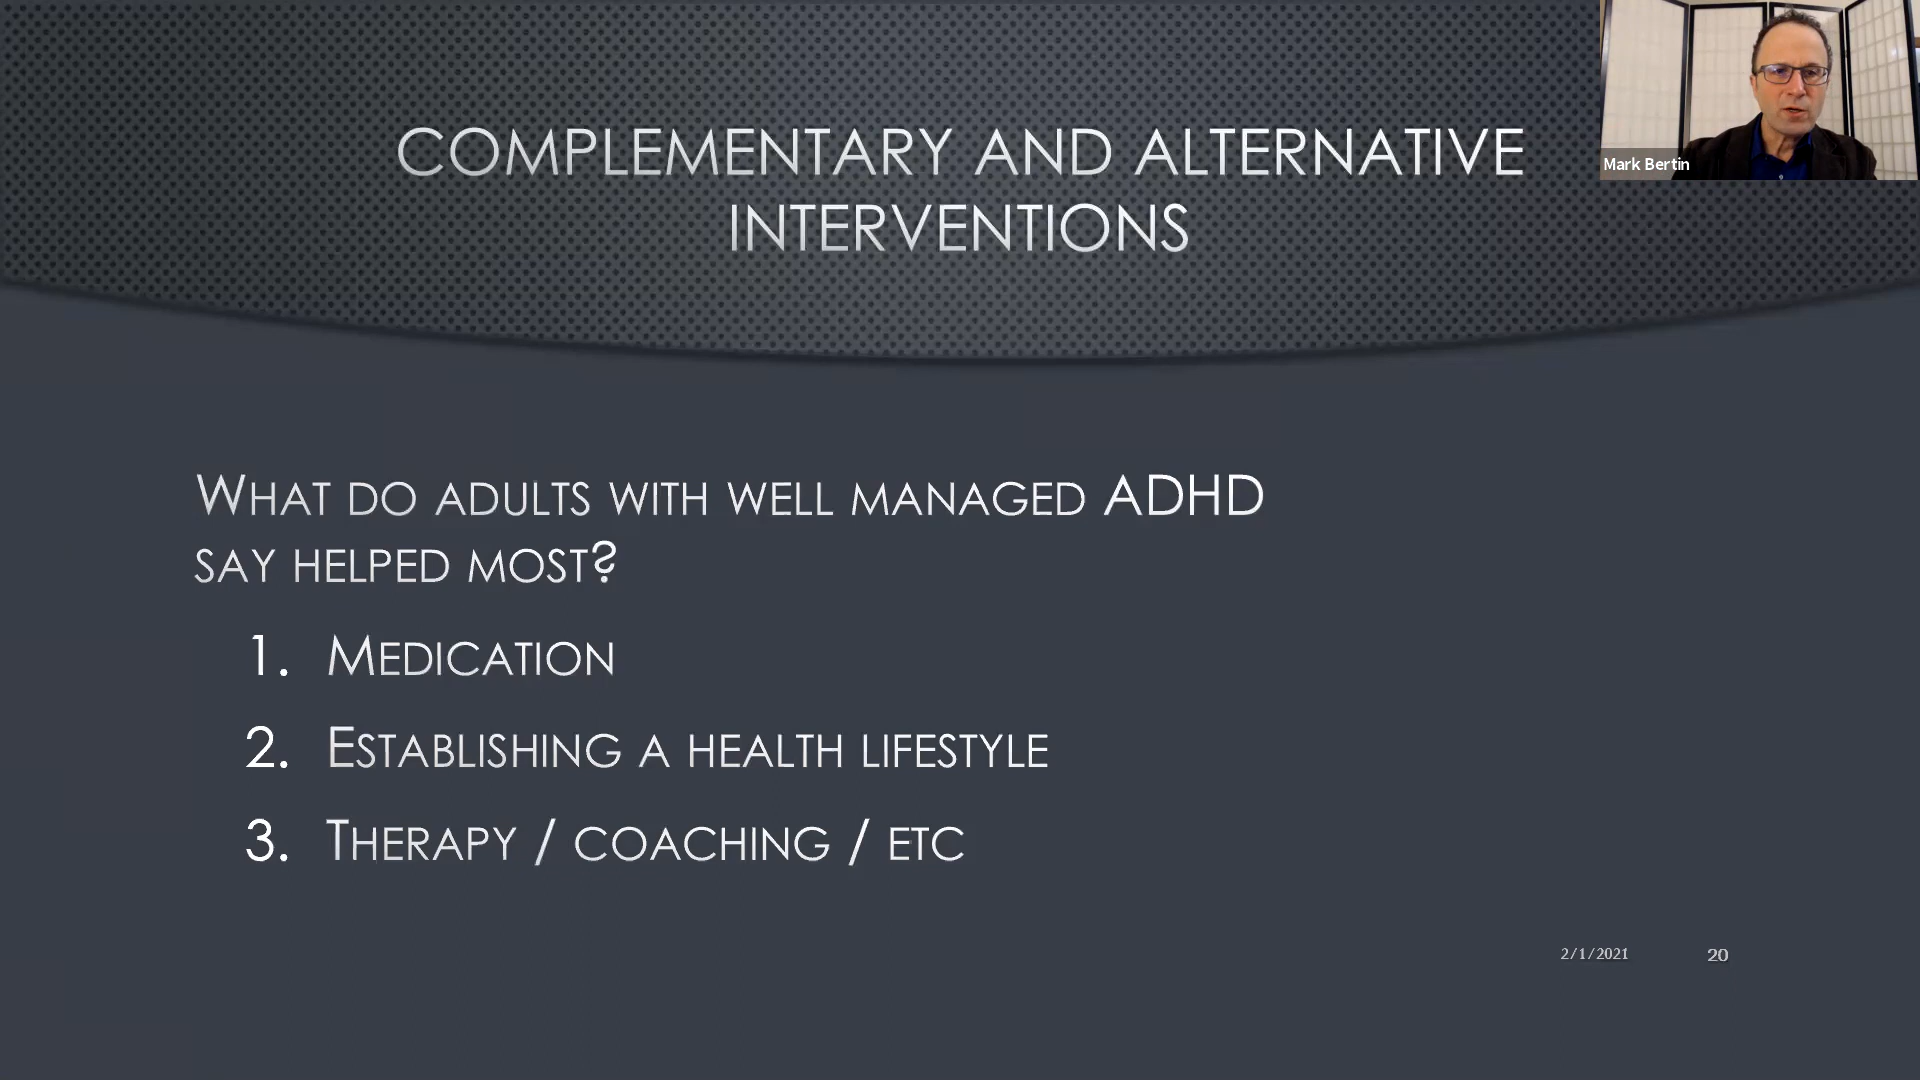 COMPLEMENTARY AND ALTERNATIVE
INTERVENTIONS
Mark Bertin
WHAT DO ADULTS WITH WELL MANAGED ADHD
SAY HELPED MOST?
1. MEDICATION
2. ESTABLISHING A HEALTH LIFESTYLE
3. THERAPY / COACHING / ETC
2/1/2021 20